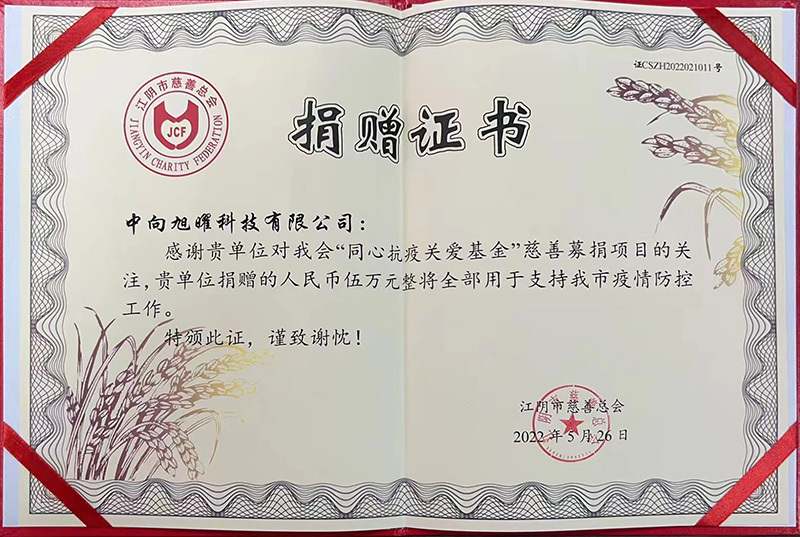 证CSZH2022021011号
江阴市慈善总会
JCF
JIANGYIN CHARITY FEDERATION
捐赠证书
中向旭曜科技有限公司：
感谢贵单位对我会“同心抗疫关爱基金”慈善募捐项目的关
注，贵单位捐赠的人民币伍万元整将全部用于支持我市疫情防控
工作。
特颁此证，谨致谢忱！
江阴市慈善总会
2022年5月26日